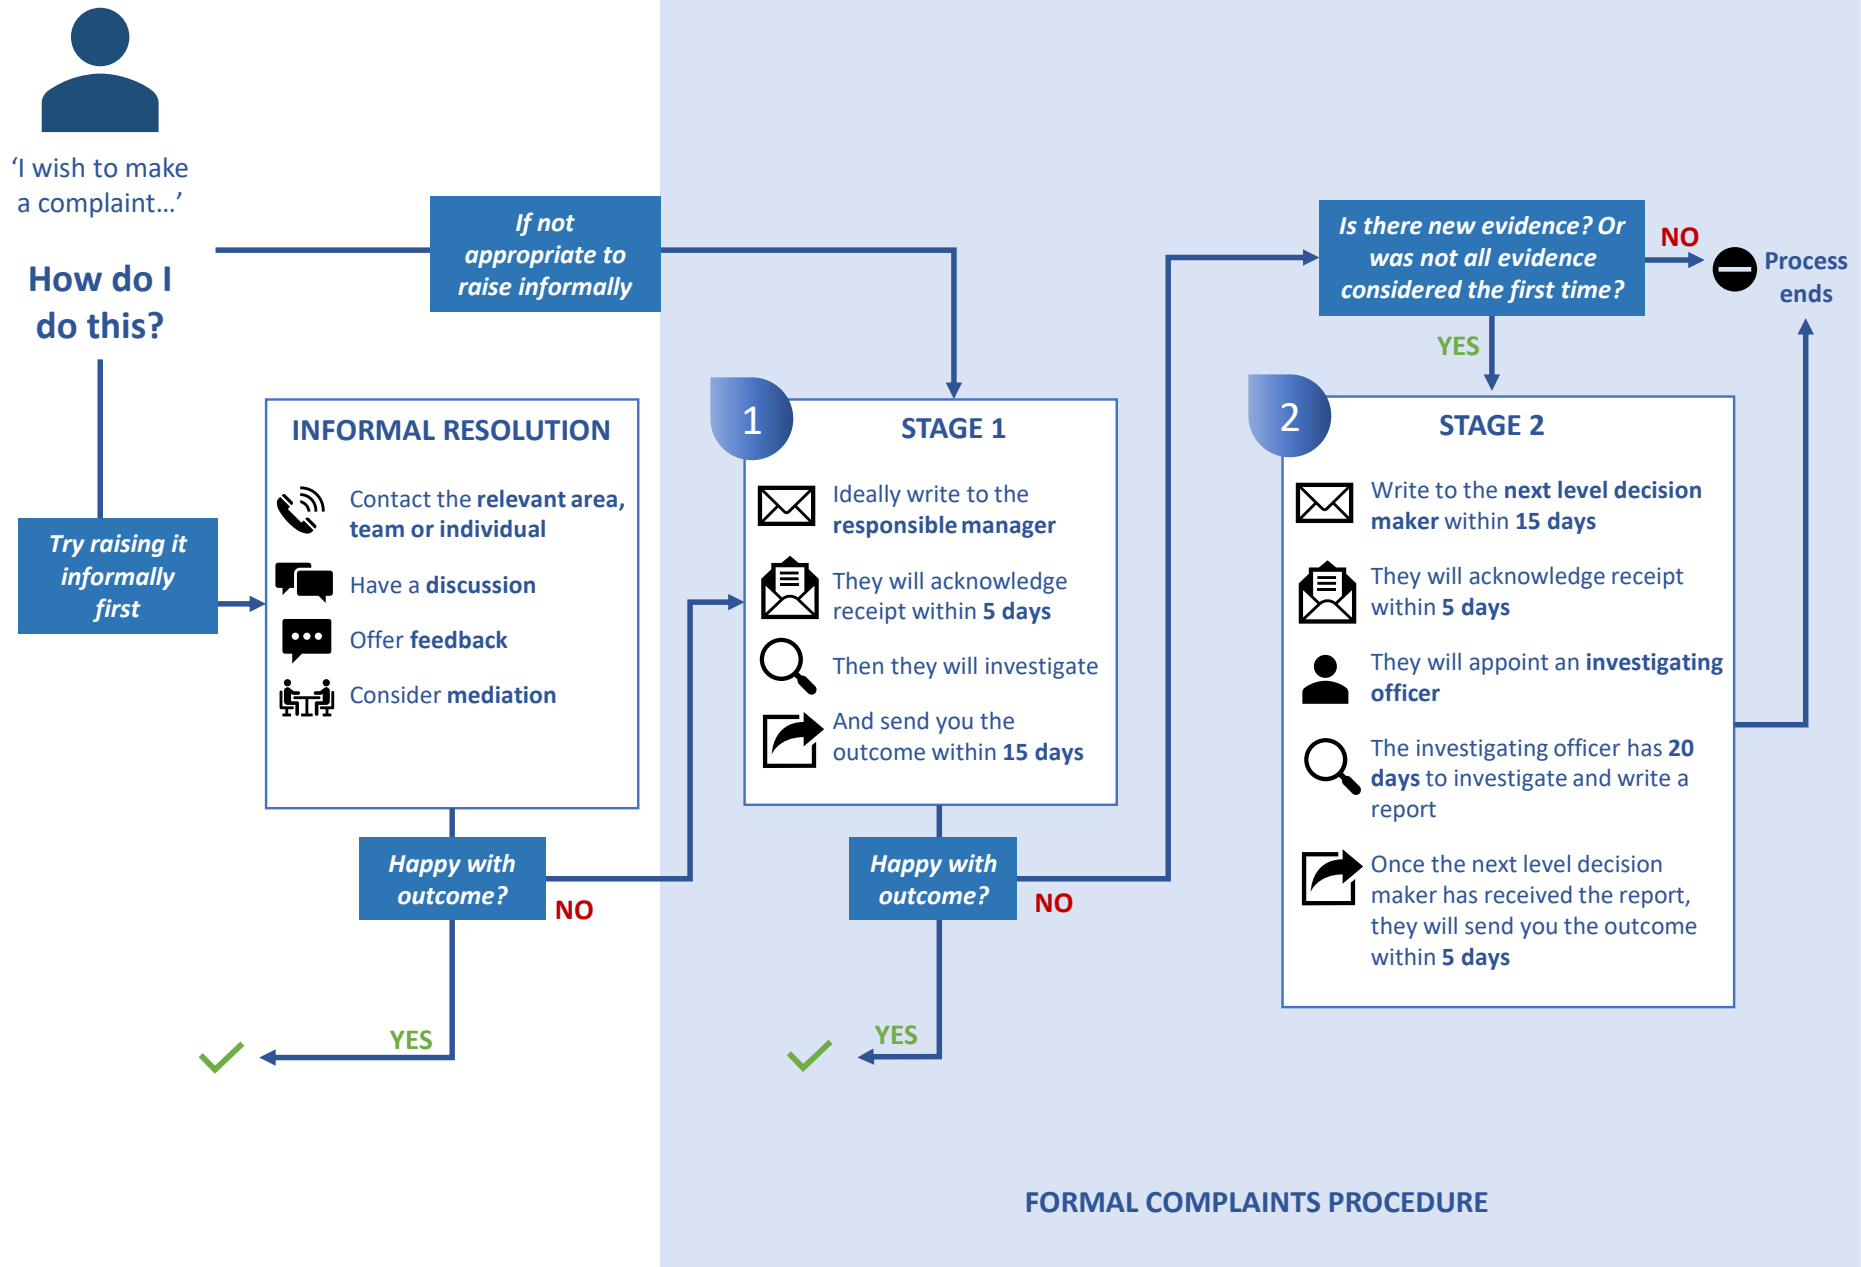 ‘I wish to make
a complaint...’
How do I
do this?
If not
appropriate to
raise informally
Try raising it
informally
first
INFORMAL RESOLUTION
Contact the relevant area,
team or individual
Have a discussion
Offer feedback
Consider mediation
Happy with
outcome?
NO
YES
1
STAGE 1
Ideally write to the
responsible manager
They will acknowledge
receipt within 5 days
Then they will investigate
And send you the
outcome within 15 days
Happy with
outcome?
NO
YES
Is there new evidence? Or
was not all evidence
considered the first time?
NO
Process
ends
YES
2
STAGE 2
Write to the next level decision
maker within 15 days
They will acknowledge receipt
within 5 days
They will appoint an investigating
officer
The investigating officer has 20
days to investigate and write a
report
Once the next level decision
maker has received the report,
they will send you the outcome
within 5 days
FORMAL COMPLAINTS PROCEDURE